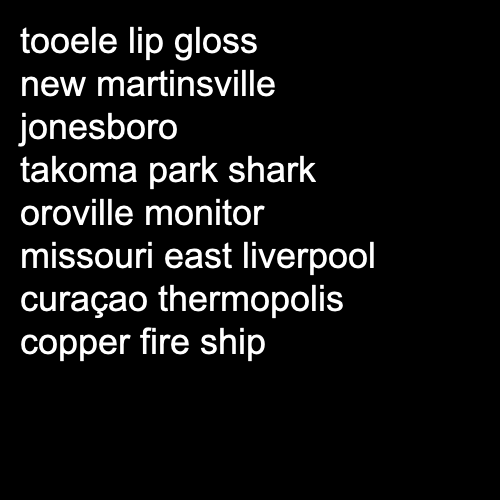 tooele lip gloss
new martinsville
jonesboro
takoma park shark
oroville monitor
missouri east liverpool
curaçao thermopolis
copper fire ship